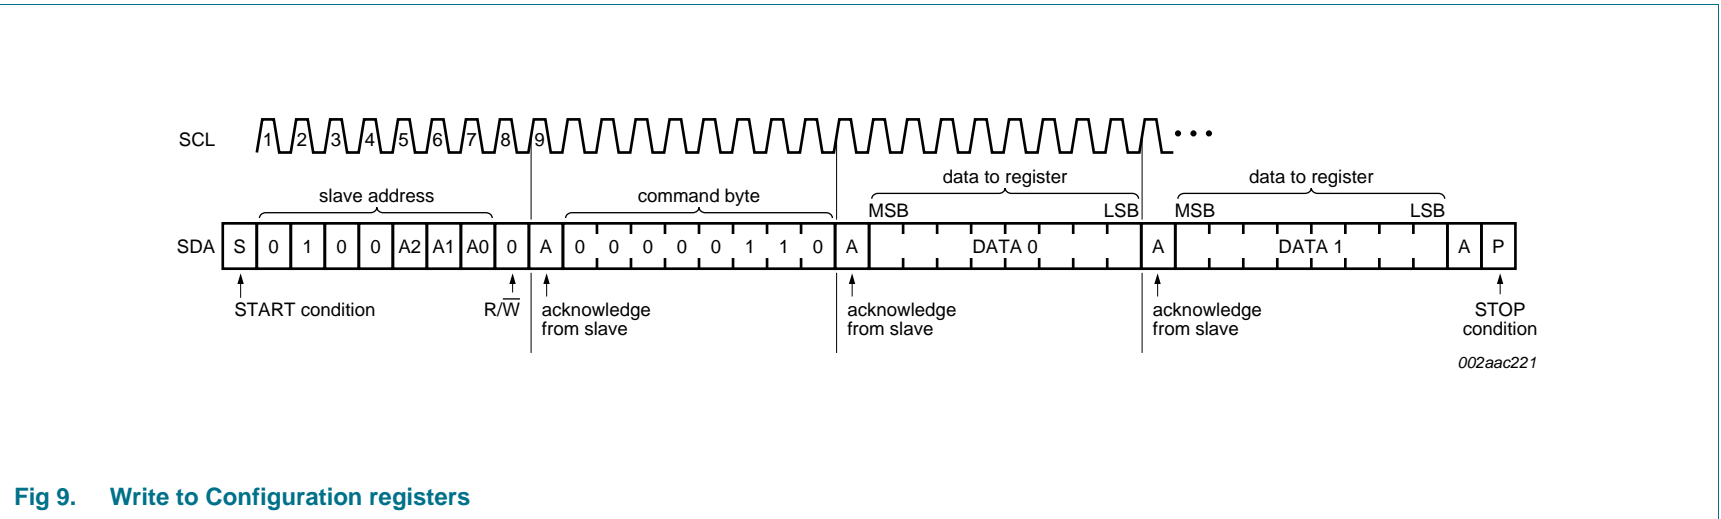 SCL 1 2 3 4 5 6 7 8 9
slave address command byte data to register data to register
MSB LSB MSB LSB
SDA S 0 1 0 0 A2 A1 A0 0 A 0 0 0 0 0 1 1 0 A DATA 0 A DATA 1 A P
START condition R/W̅ acknowledge from slave acknowledge from slave acknowledge from slave STOP condition
002aac221
Fig 9. Write to Configuration registers